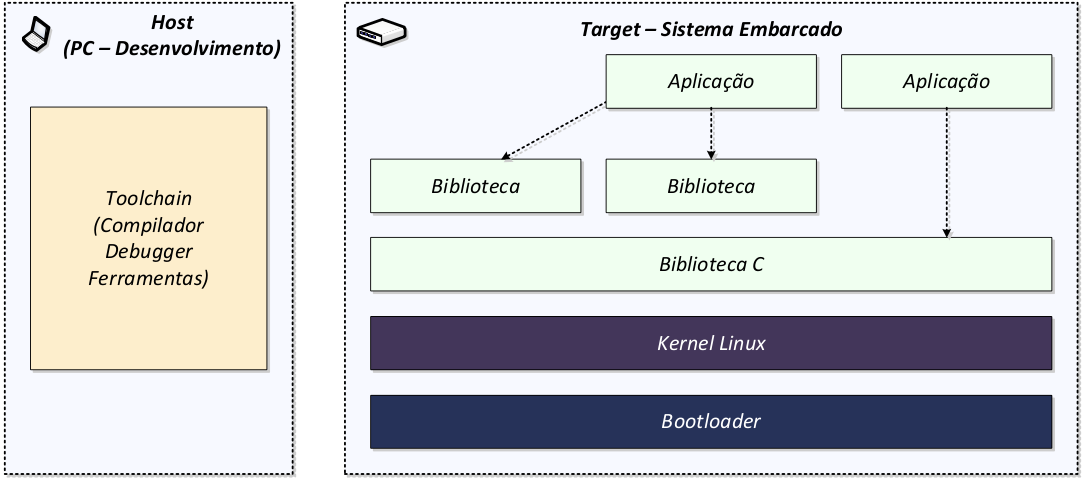 Host
(PC – Desenvolvimento)
Toolchain
(Compilador
Debugger
Ferramentas)
Target – Sistema Embarcado
Aplicação
Aplicação
Biblioteca
Biblioteca
Biblioteca C
Kernel Linux
Bootloader